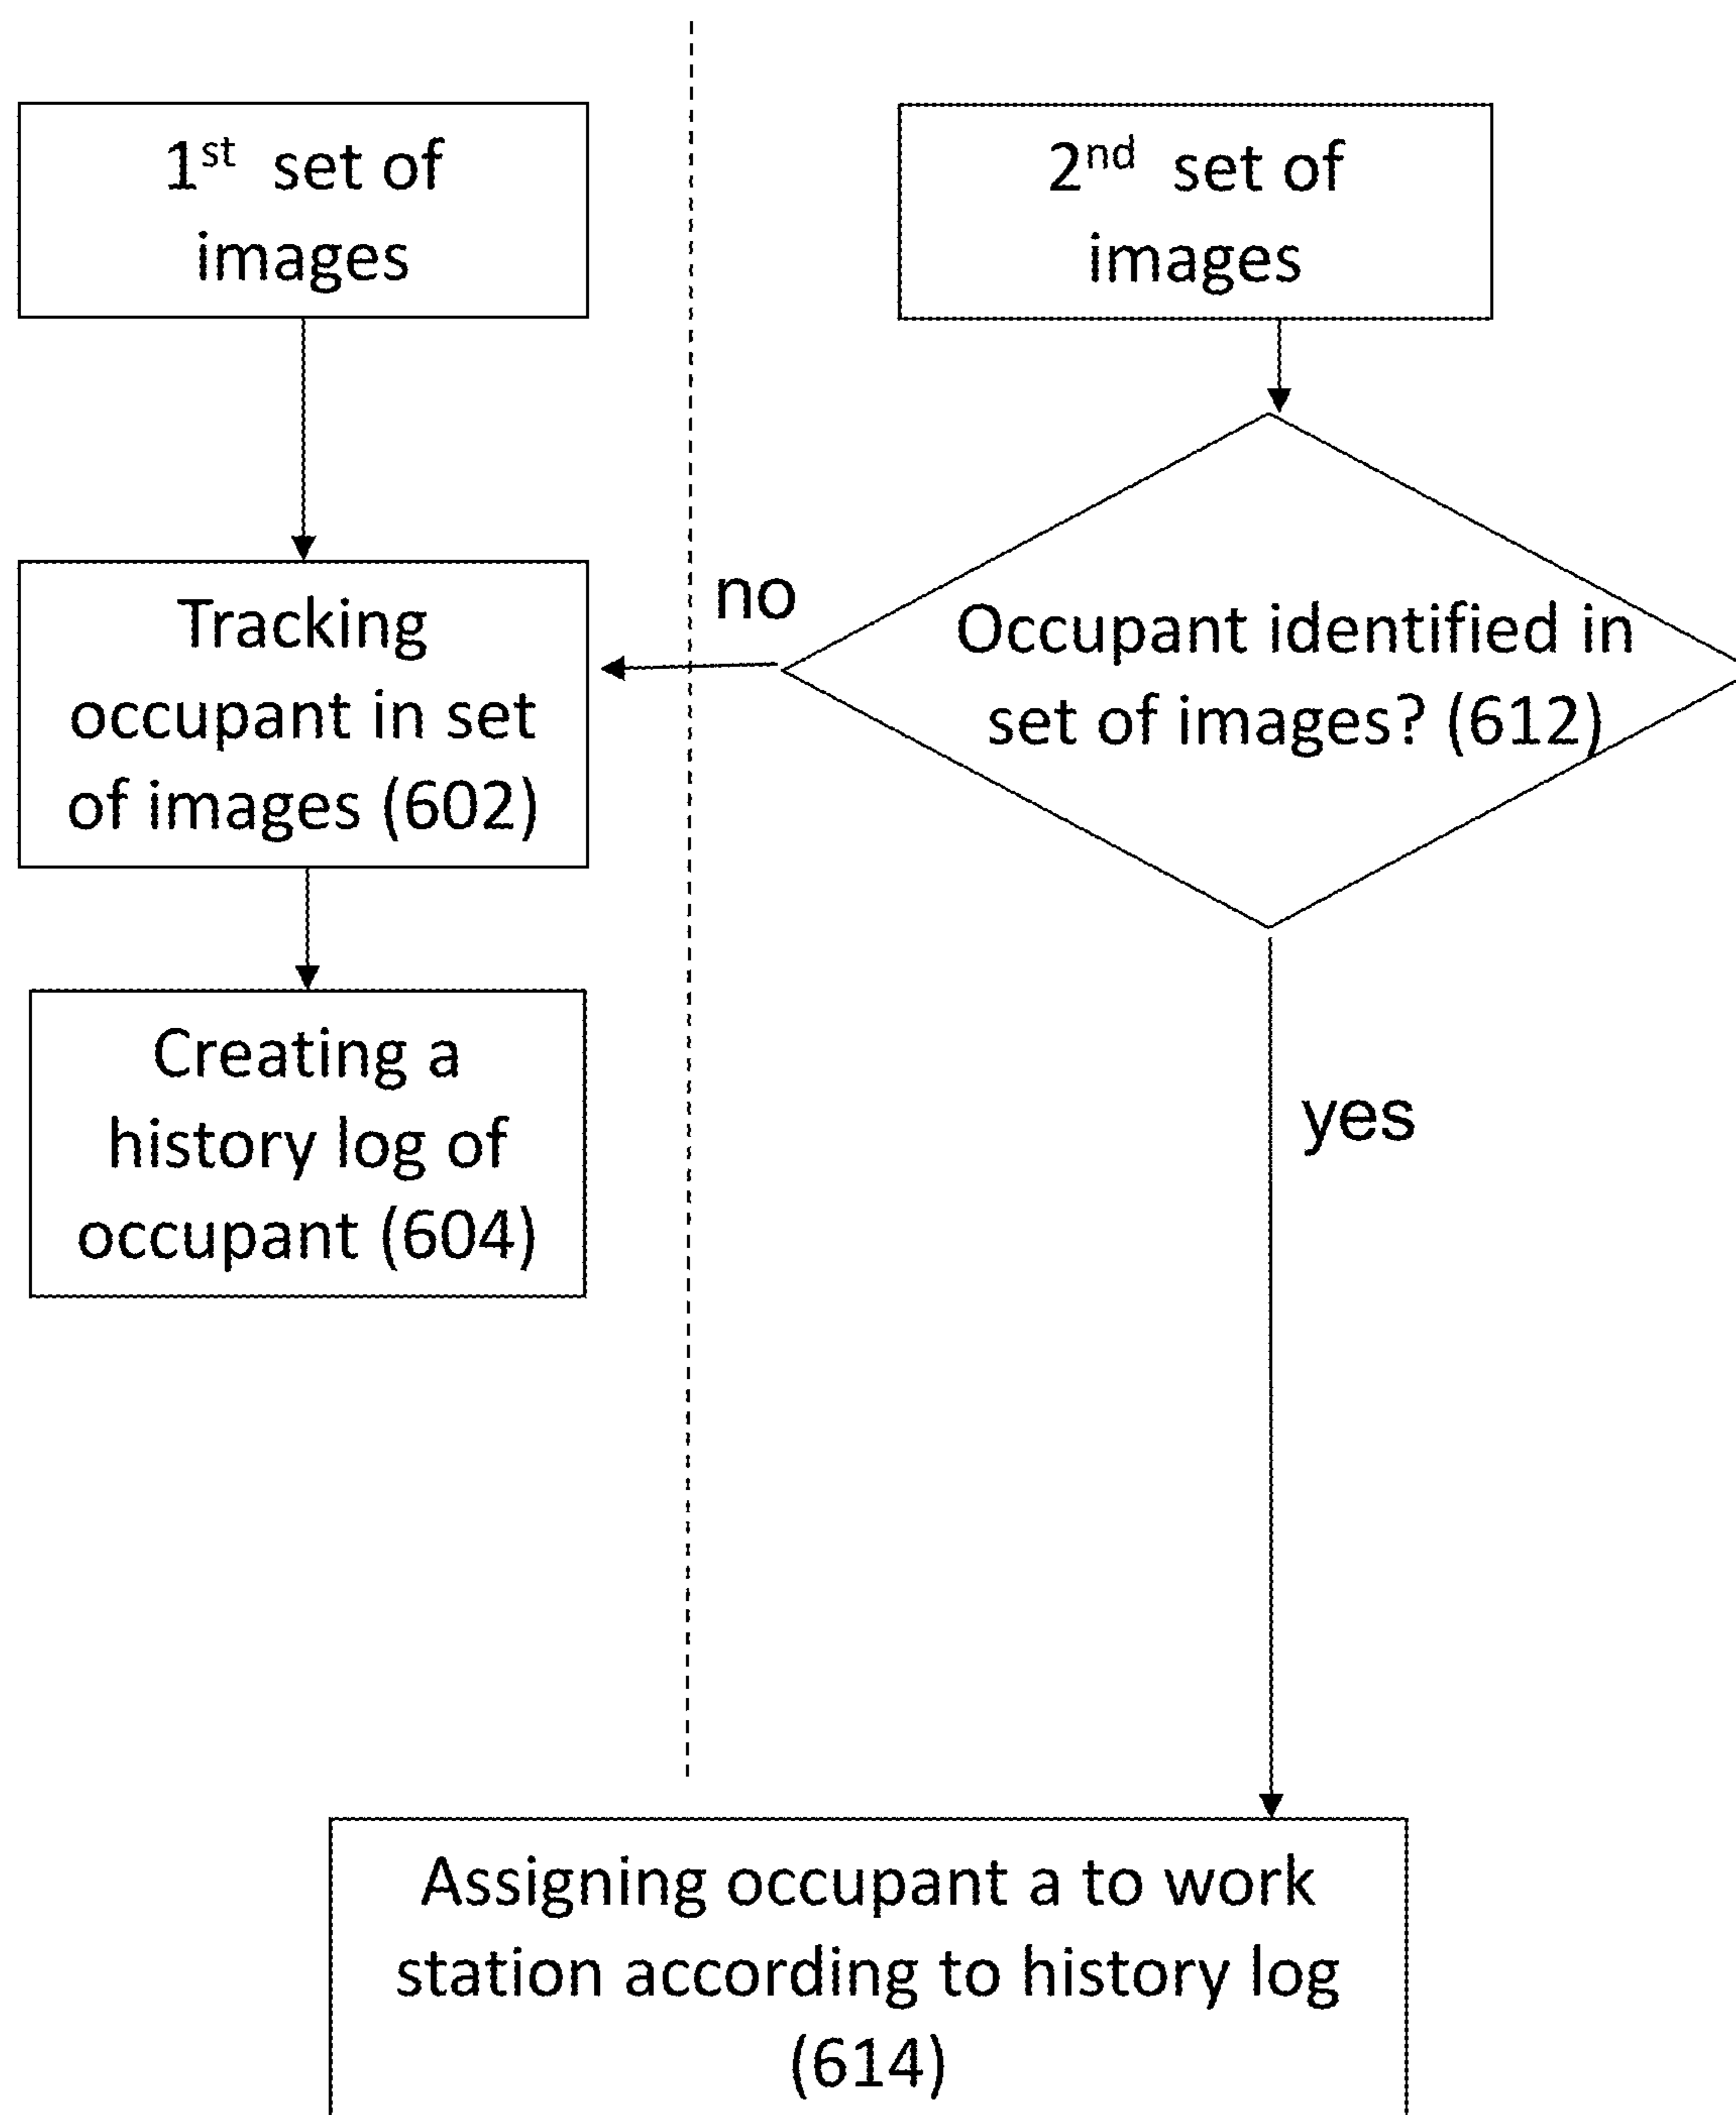 1st set of
images
2nd set of
images
Tracking
occupant in set
of images (602)
no
Occupant identified in
set of images? (612)
Creating a
history log of
occupant (604)
yes
Assigning occupant a to work
station according to history log
(614)